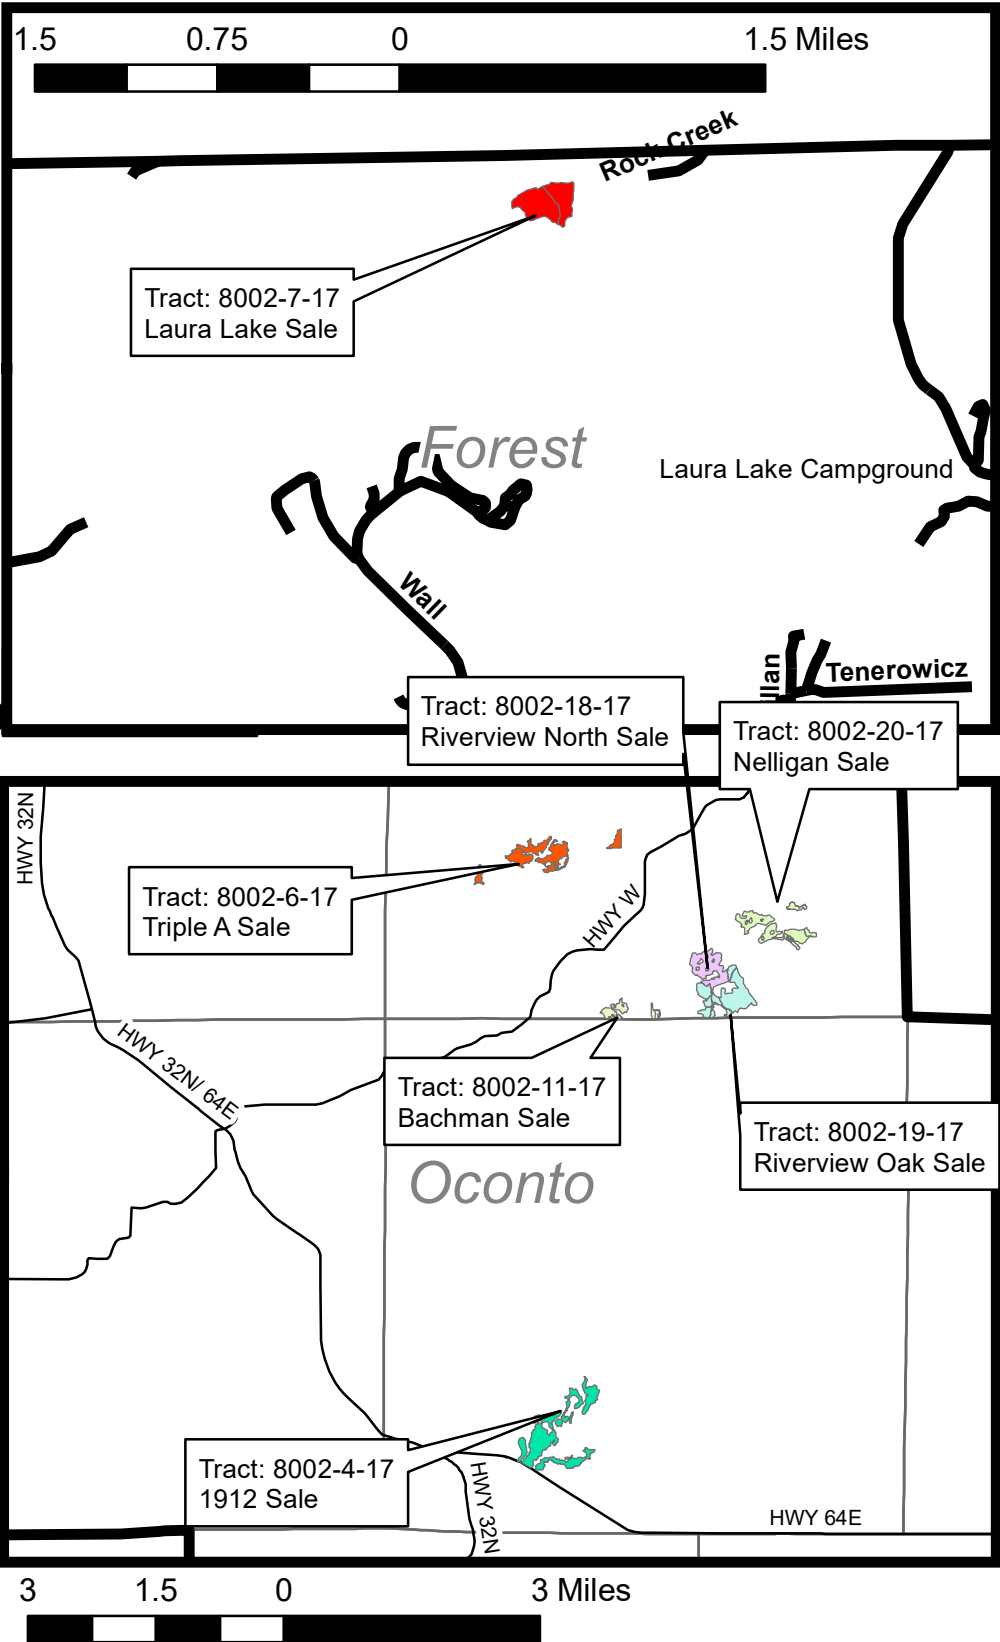 1.5 0.75 0 1.5 Miles
Rock Creek
Tract: 8002-7-17
Laura Lake Sale
Forest
Laura Lake Campground
Wall
Tenerowicz
Tract: 8002-18-17
Riverview North Sale
Tract: 8002-20-17
Nelligan Sale
HWY 32N
Tract: 8002-6-17
Triple A Sale
HWY W
HWY 32N/ 64E
Tract: 8002-11-17
Bachman Sale
Tract: 8002-19-17
Riverview Oak Sale
Oconto
Tract: 8002-4-17
1912 Sale
HWY 32N
HWY 64E
3 1.5 0 3 Miles